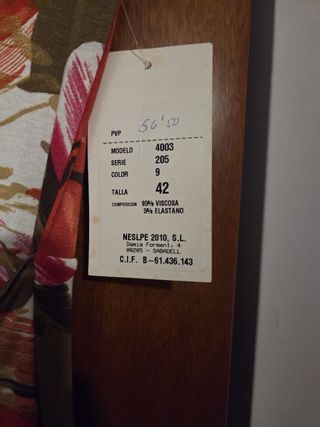 PVP 56'50
MODELO 4003
SERIE 205
COLOR 9
TALLA 42
COMPOSICION 95% VISCOSA
5% ELASTANO
NESLPE 2010, S.L.
Damia Forment, 4
08205 - SABADELL
C.I.F. B-61.436.143